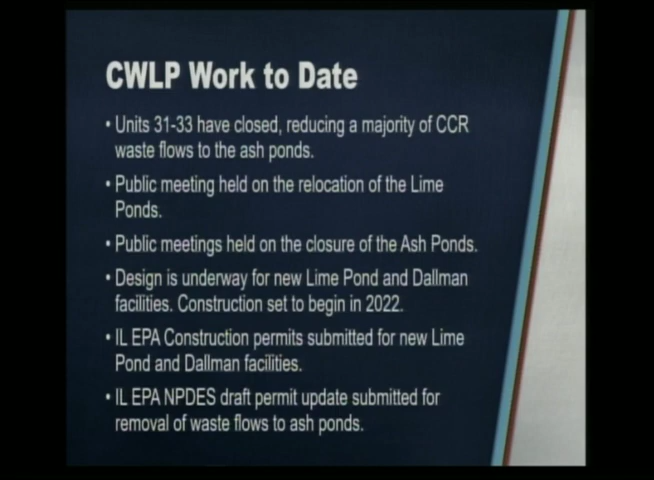 CWLP Work to Date
• Units 31-33 have closed, reducing a majority of CCR
waste flows to the ash ponds.
• Public meeting held on the relocation of the Lime
Ponds.
• Public meetings held on the closure of the Ash Ponds.
• Design is underway for new Lime Pond and Dallman
facilities. Construction set to begin in 2022.
• IL EPA Construction permits submitted for new Lime
Pond and Dallman facilities.
• IL EPA NPDES draft permit update submitted for
removal of waste flows to ash ponds.